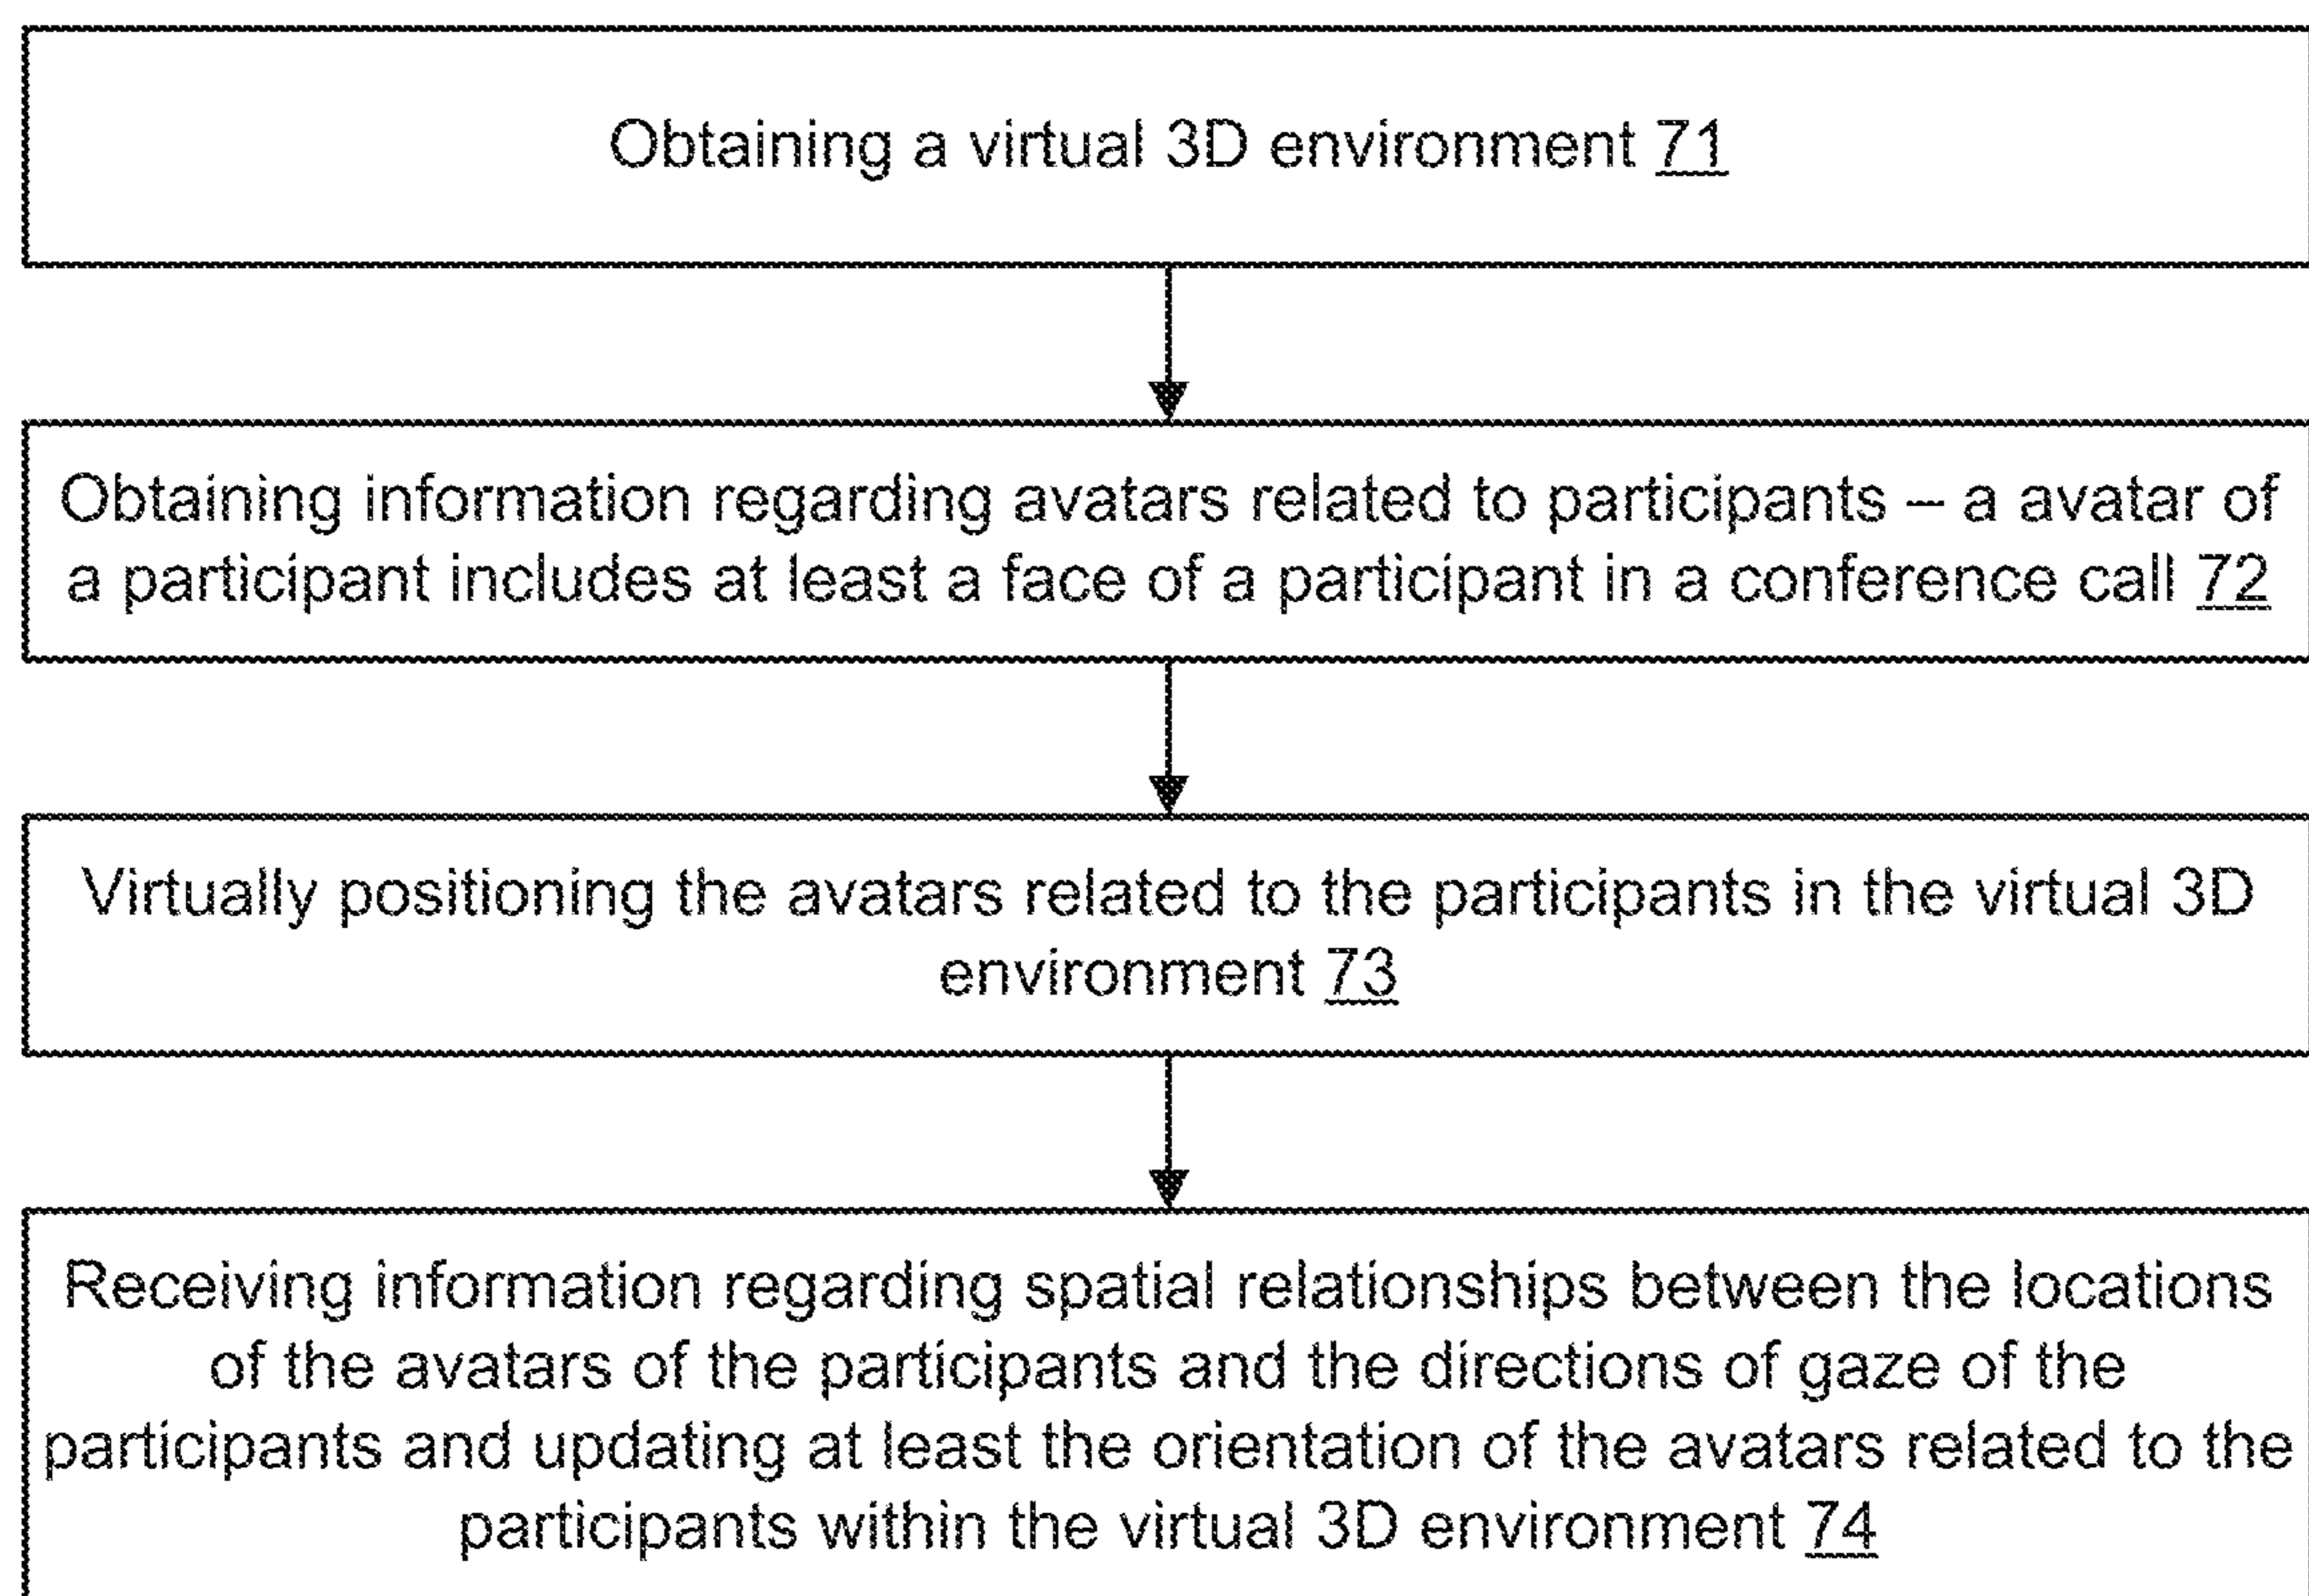 Obtaining a virtual 3D environment 71
Obtaining information regarding avatars related to participants – a avatar of
a participant includes at least a face of a participant in a conference call 72
Virtually positioning the avatars related to the participants in the virtual 3D
environment 73
Receiving information regarding spatial relationships between the locations
of the avatars of the participants and the directions of gaze of the
participants and updating at least the orientation of the avatars related to the
participants within the virtual 3D environment 74